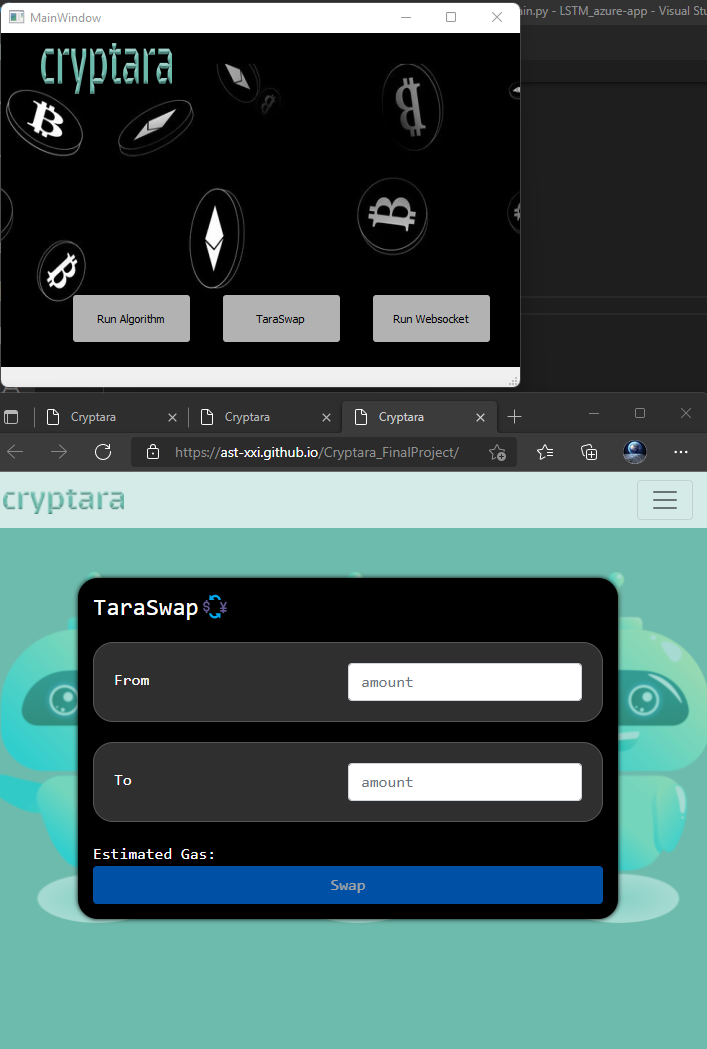 MainWindow
in.py - LSTM_azure-app - Visual Stu
cryptara
Run Algorithm
TaraSwap
Run Websocket
Cryptara
Cryptara
Cryptara
https://ast-xxi.github.io/Cryptara_FinalProject/
cryptara
TaraSwap
From
amount
To
amount
Estimated Gas:
Swap